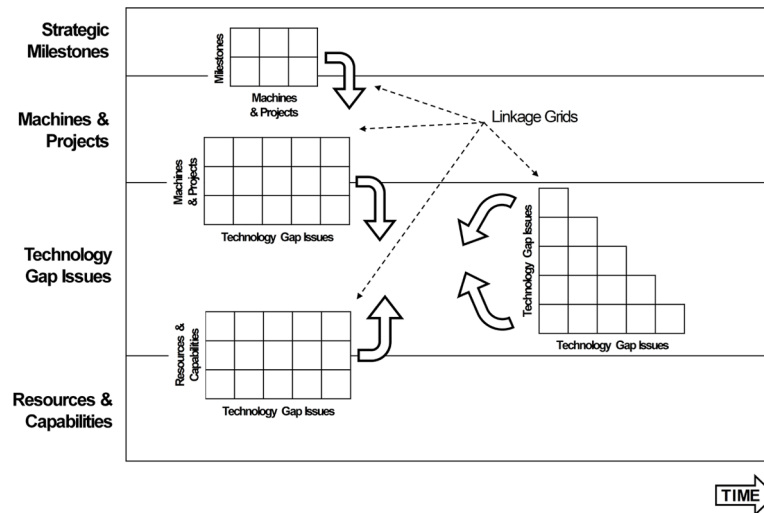 Strategic
Milestones
Milestones
Machines
& Projects
Machines &
Projects
Linkage Grids
Machines
& Projects
Technology Gap Issues
Technology
Gap Issues
Technology Gap Issues
Technology Gap Issues
Resources &
Capabilities
Technology Gap Issues
Resources &
Capabilities
TIME